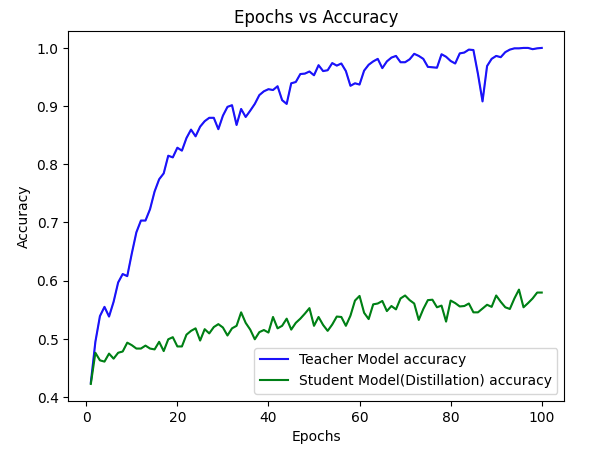 Epochs vs Accuracy
1.0
0.9
0.8
0.7
0.6
0.5
0.4
Accuracy
Teacher Model accuracy
Student Model(Distillation) accuracy
0 20 40 60 80 100
Epochs